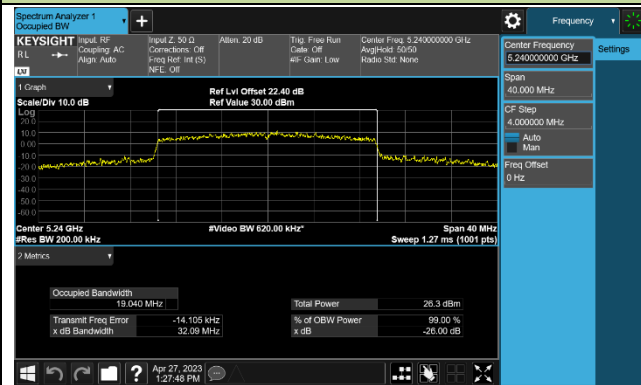 Spectrum Analyzer 1
Occupied BW
+
Frequency
KEYSIGHT
RL
LXI
Input: RF
Coupling: AC
Align: Auto
Input Z: 50 Ω
Corrections: Off
Freq Ref: Int (S)
NFE: Off
Atten: 20 dB
Trig: Free Run
Gate: Off
#IF Gain: Low
Center Freq: 5.240000000 GHz
Avg|Hold: 50/50
Radio Std: None
1 Graph
Scale/Div 10.0 dB
Ref Lvl Offset 22.40 dB
Ref Value 30.00 dBm
Log
20.0
10.0
0.00
-10.0
-20.0
-30.0
-40.0
-50.0
-60.0
Center 5.24 GHz
#Res BW 200.00 kHz
#Video BW 620.00 kHz*
Span 40 MHz
Sweep 1.27 ms (1001 pts)
2 Metrics
Occupied Bandwidth
19.040 MHz
Transmit Freq Error -14.105 kHz
x dB Bandwidth 32.09 MHz
Total Power 26.3 dBm
% of OBW Power 99.00 %
x dB -26.00 dB
Center Frequency
5.240000000 GHz
Settings
Span
40.000 MHz
CF Step
4.000000 MHz
Auto
Man
Freq Offset
0 Hz
?
Apr 27, 2023
1:27:48 PM